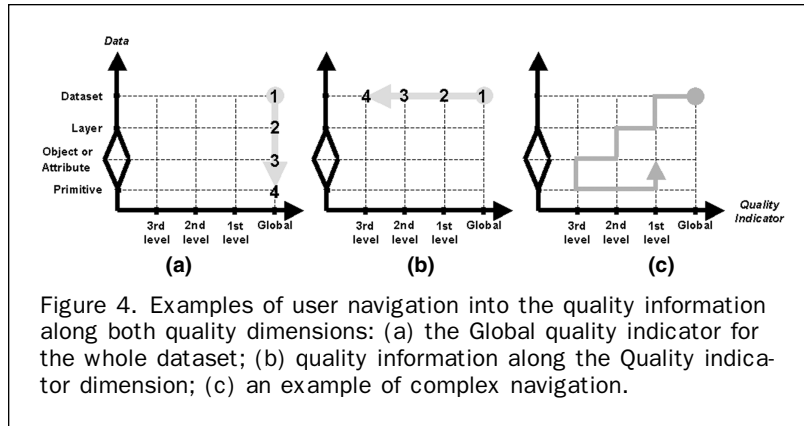 Data
Dataset
Layer
Object or
Attribute
Primitive
1
2
3
4
3rd level
2nd level
1st level
Global
(a)
4 3 2 1
3rd level
2nd level
1st level
Global
(b)
3rd level
2nd level
1st level
Global
Quality
Indicator
(c)
Figure 4. Examples of user navigation into the quality information
along both quality dimensions: (a) the Global quality indicator for
the whole dataset; (b) quality information along the Quality indica-
tor dimension; (c) an example of complex navigation.